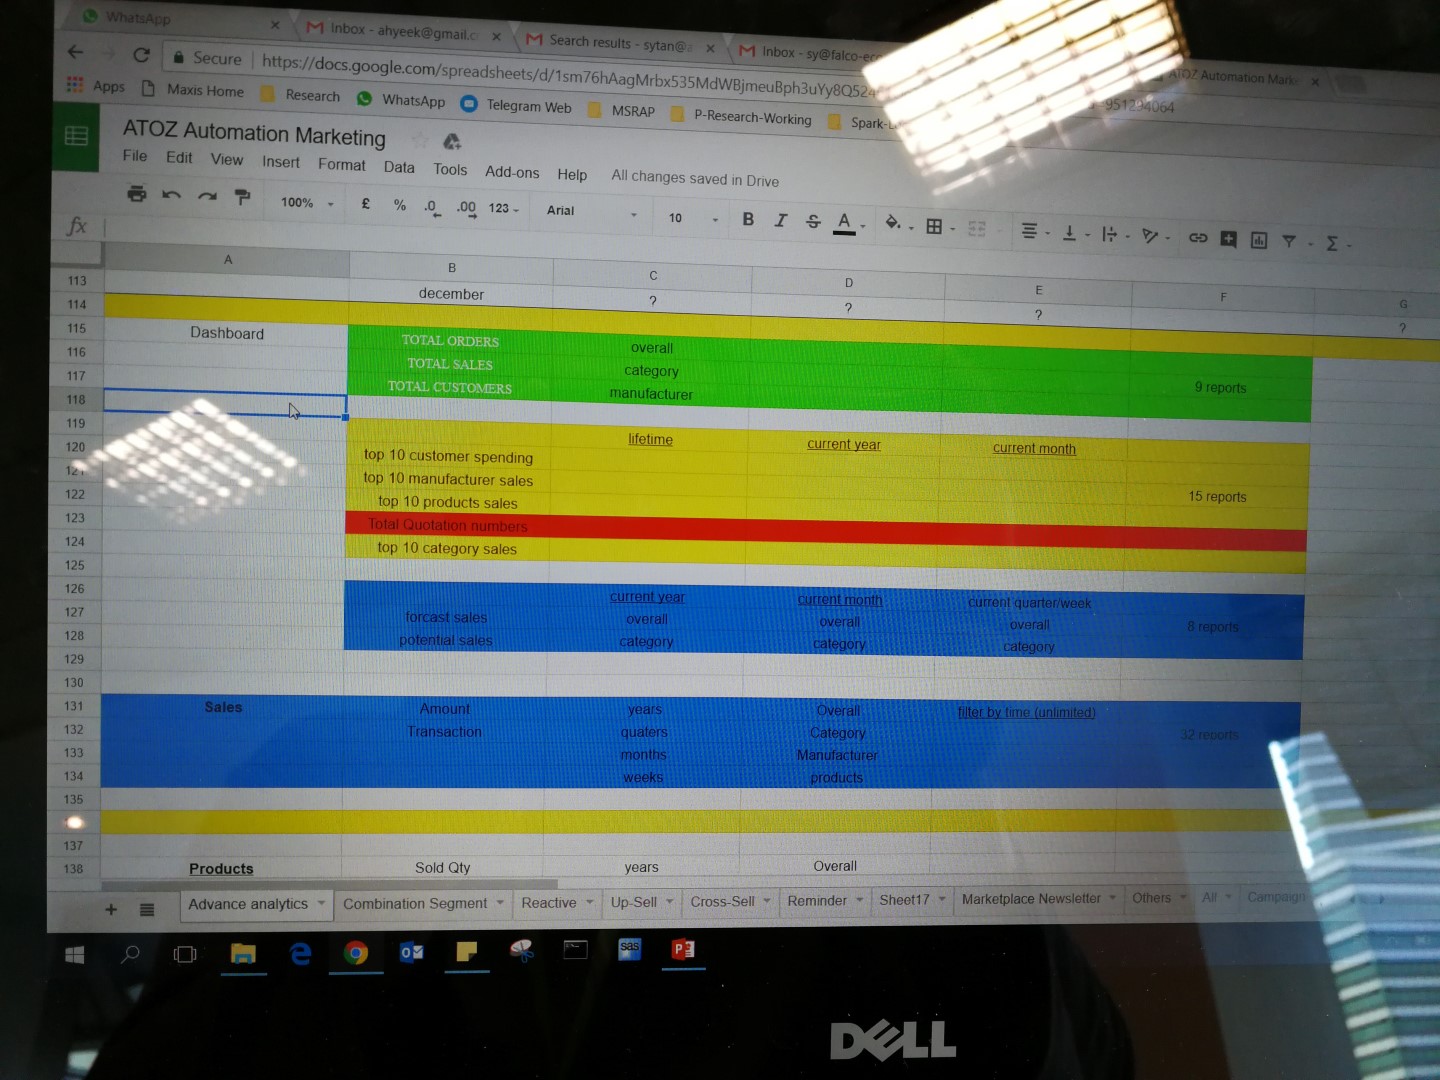 WhatsApp
Inbox - ahyeek@gmail.c
Search results - sytan@
Inbox - sy@falco-ec
ATOZ Automation Mark
Secure https://docs.google.com/spreadsheets/d/1sm76hAagMrbx535MdWBjmeuBph3uYy8Q52
951294064
Apps Maxis Home Research WhatsApp Telegram Web MSRAP P-Research-Working Spark-
ATOZ Automation Marketing
File Edit View Insert Format Data Tools Add-ons Help All changes saved in Drive
100% £ % .0 .00 123 Arial 10 B I S A
fx
A B C D E F G
113 december ? ? ? ?
114
115 Dashboard TOTAL ORDERS overall
116 TOTAL SALES category
117 TOTAL CUSTOMERS manufacturer 9 reports
118
119 lifetime current year current month
120 top 10 customer spending
121 top 10 manufacturer sales
122 top 10 products sales 15 reports
123 Total Quotation numbers
124 top 10 category sales
125
126 current year current month current quarter/week
127 forcast sales overall overall overall 8 reports
128 potential sales category category category
129
130
131 Sales Amount years Overall filter by time (unlimited)
132 Transaction quaters Category 32 reports
133 months Manufacturer
134 weeks products
135
137
138 Products Sold Qty years Overall
Advance analytics Combination Segment Reactive Up-Sell Cross-Sell Reminder Sheet17 Marketplace Newsletter Others All Campaign
sas
DELL